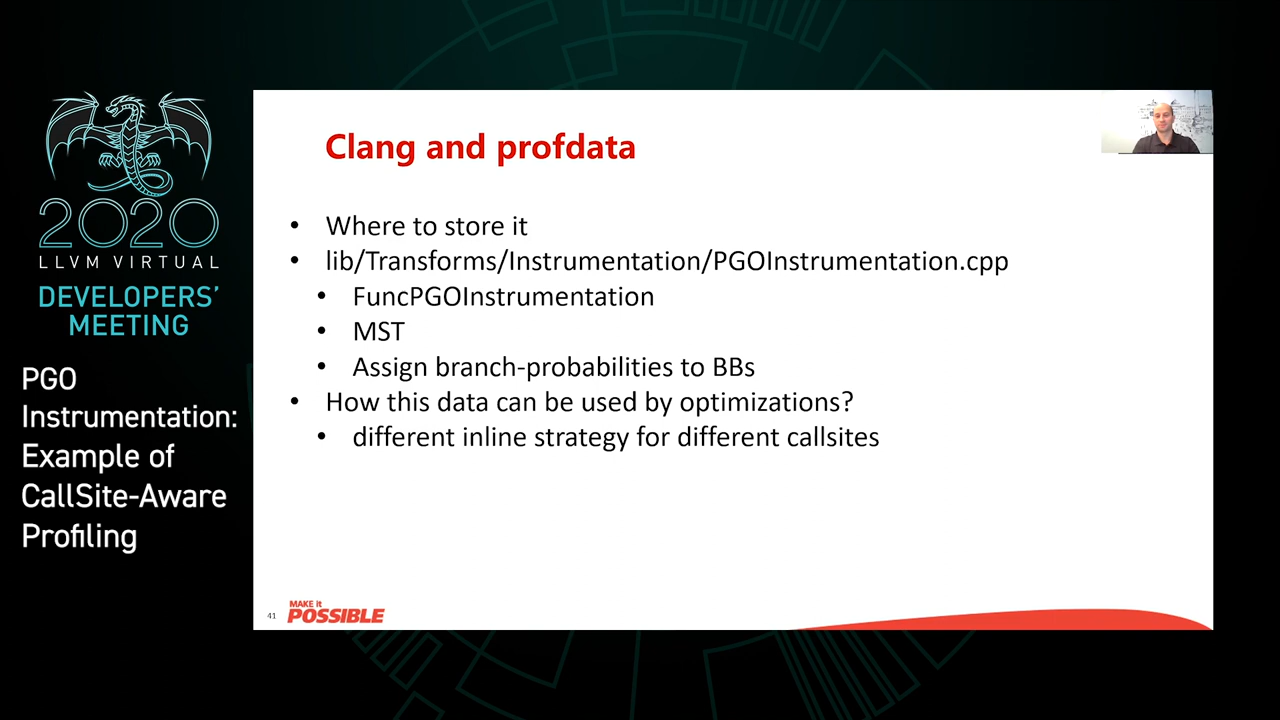 2020
LLVM VIRTUAL
DEVELOPERS’
MEETING
PGO
Instrumentation:
Example of
CallSite-Aware
Profiling
Clang and profdata
• Where to store it
• lib/Transforms/Instrumentation/PGOInstrumentation.cpp
• FuncPGOInstrumentation
• MST
• Assign branch-probabilities to BBs
• How this data can be used by optimizations?
• different inline strategy for different callsites
41
MAKE it
POSSIBLE